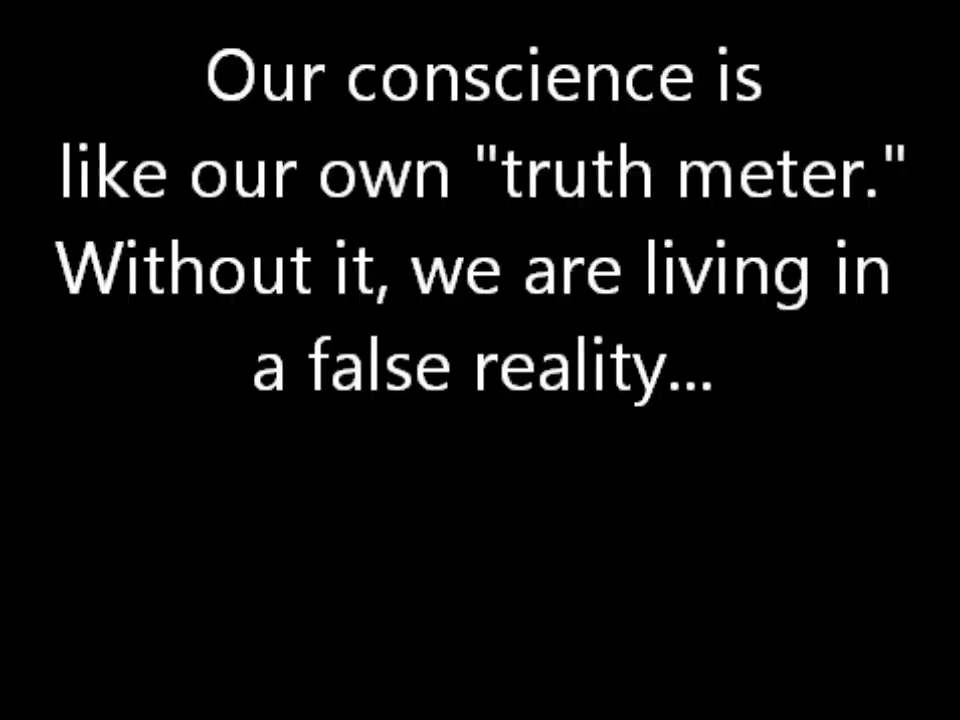 Our conscience is
like our own "truth meter."
Without it, we are living in
a false reality...